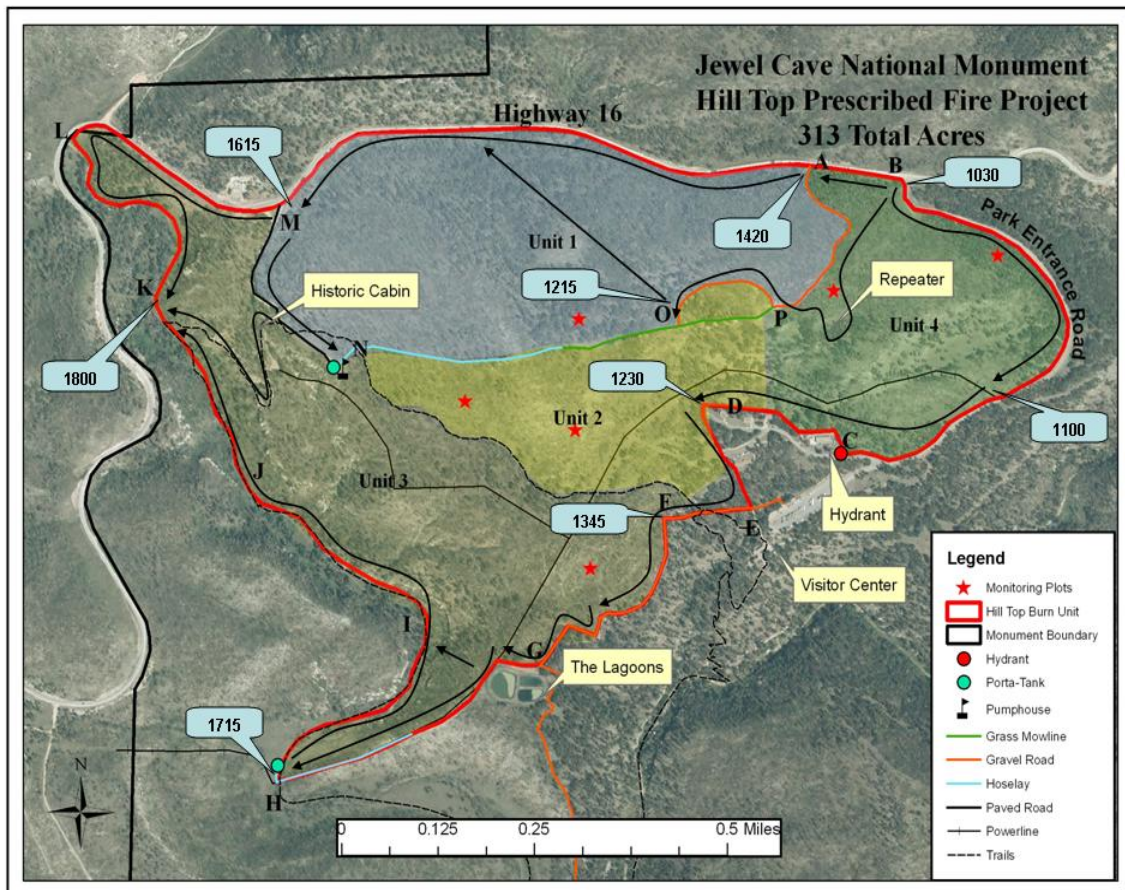 Jewel Cave National Monument
Hill Top Prescribed Fire Project
313 Total Acres
Highway 16
L
1615
A
B
1030
M
Park Entrance Road
Unit 1
1420
K
Historic Cabin
1215
Repeater
O
P
Unit 4
N
1800
1230
D
Unit 2
1100
C
J
Unit 3
F
1345
E
Hydrant
Visitor Center
I
G
The Lagoons
1715
H
N
0
0.125
0.25
0.5 Miles
Legend
Monitoring Plots
Hill Top Burn Unit
Monument Boundary
Hydrant
Porta-Tank
Pumphouse
Grass Mowline
Gravel Road
Hoselay
Paved Road
Powerline
Trails